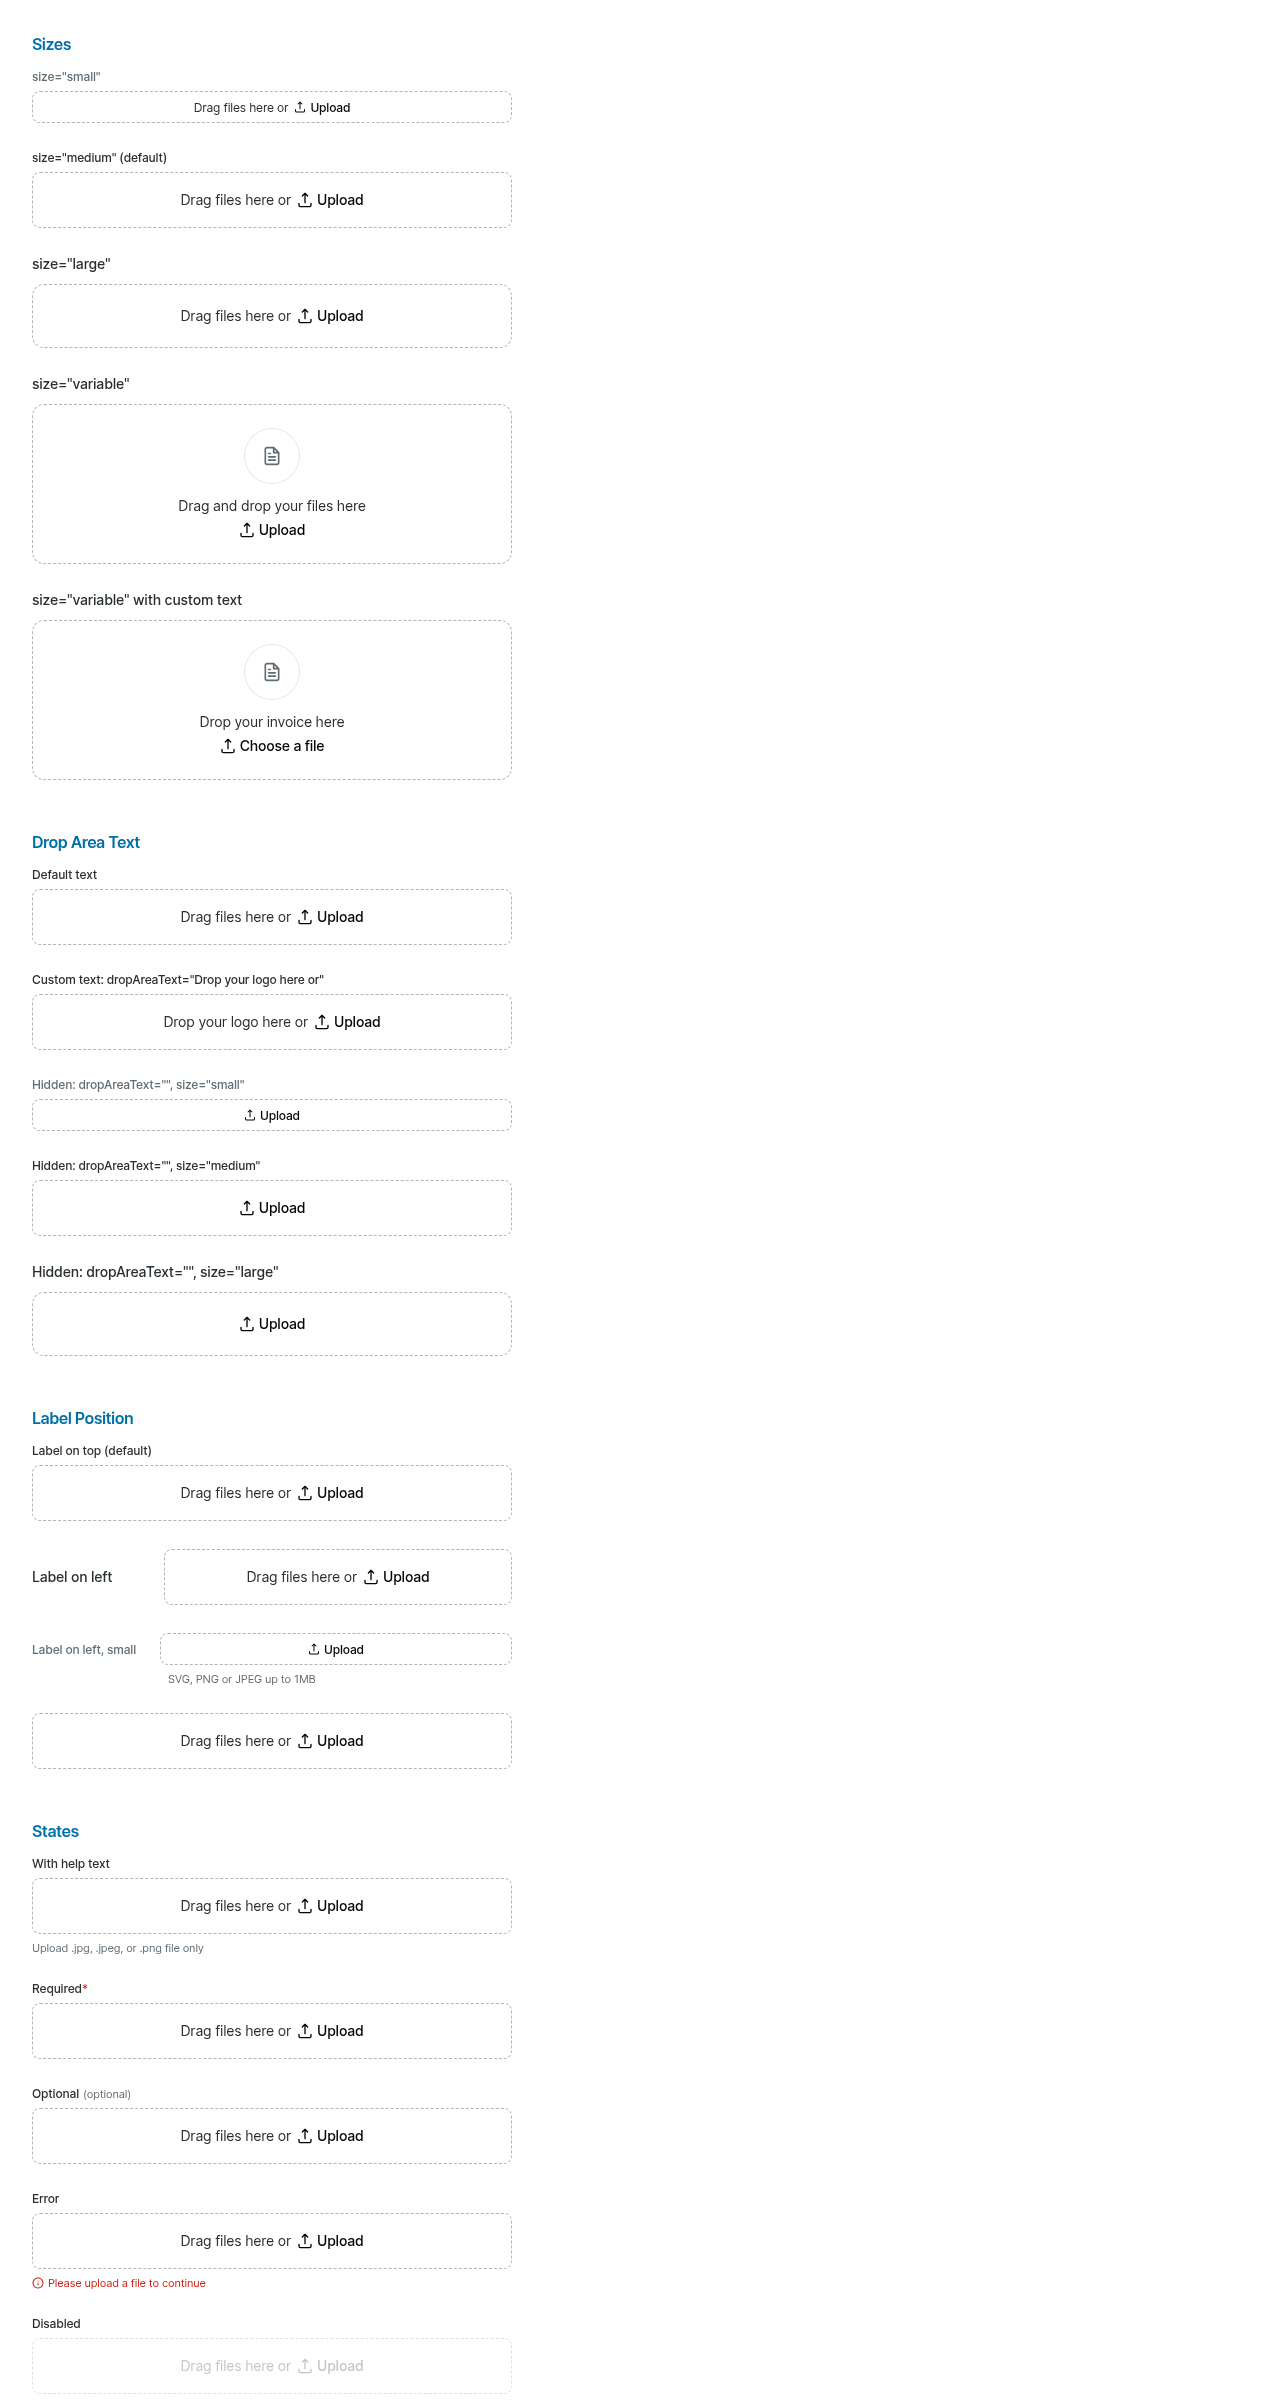 Sizes
size="small"
Drag files here or Upload
size="medium" (default)
Drag files here or Upload
size="large"
Drag files here or Upload
size="variable"
Drag and drop your files here
Upload
size="variable" with custom text
Drop your invoice here
Choose a file
Drop Area Text
Default text
Drag files here or Upload
Custom text: dropAreaText="Drop your logo here or"
Drop your logo here or Upload
Hidden: dropAreaText="", size="small"
Upload
Hidden: dropAreaText="", size="medium"
Upload
Hidden: dropAreaText="", size="large"
Upload
Label Position
Label on top (default)
Drag files here or Upload
Label on left
Drag files here or Upload
Label on left, small
Upload
SVG, PNG or JPEG up to 1MB
Drag files here or Upload
States
With help text
Drag files here or Upload
Upload .jpg, .jpeg, or .png file only
Required*
Drag files here or Upload
Optional (optional)
Drag files here or Upload
Error
Drag files here or Upload
Please upload a file to continue
Disabled
Drag files here or Upload